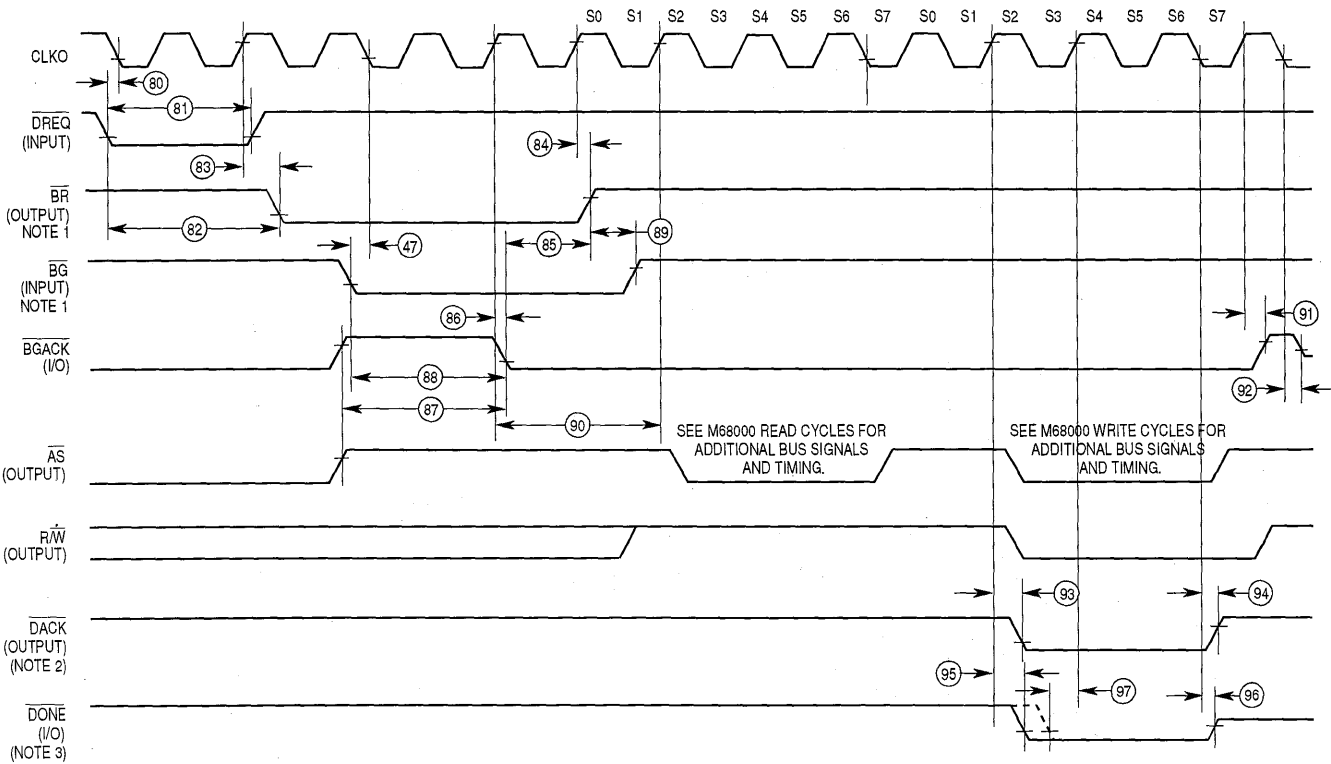 S0 S1 S2 S3 S4 S5 S6 S7 S0 S1 S2 S3 S4 S5 S6 S7
CLKO
80
81
DREQ
(INPUT)
84
83
BR
(OUTPUT)
NOTE 1
82
47
85
89
BG
(INPUT)
NOTE 1
86
91
BGACK
(I/O)
88
92
87
90
SEE M68000 READ CYCLES FOR
ADDITIONAL BUS SIGNALS
AND TIMING.
SEE M68000 WRITE CYCLES FOR
ADDITIONAL BUS SIGNALS
AND TIMING.
AS
(OUTPUT)
R/W
(OUTPUT)
93
94
DACK
(OUTPUT)
(NOTE 2)
95
97
96
DONE
(I/O)
(NOTE 3)